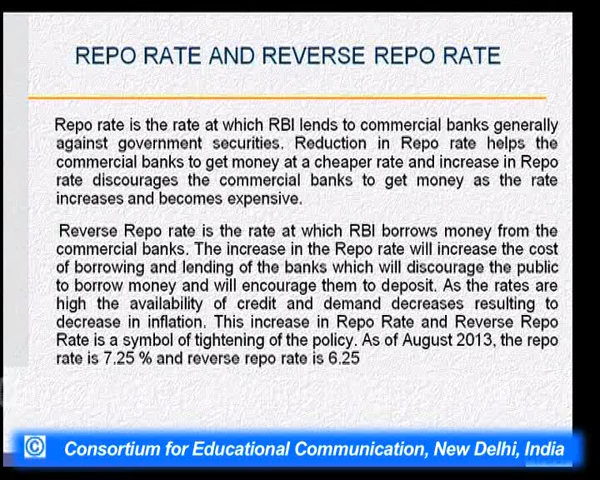 REPO RATE AND REVERSE REPO RATE
Repo rate is the rate at which RBI lends to commercial banks generally
against government securities. Reduction in Repo rate helps the
commercial banks to get money at a cheaper rate and increase in Repo
rate discourages the commercial banks to get money as the rate
increases and becomes expensive.
Reverse Repo rate is the rate at which RBI borrows money from the
commercial banks. The increase in the Repo rate will increase the cost
of borrowing and lending of the banks which will discourage the public
to borrow money and will encourage them to deposit. As the rates are
high the availability of credit and demand decreases resulting to
decrease in inflation. This increase in Repo Rate and Reverse Repo
Rate is a symbol of tightening of the policy. As of August 2013, the repo
rate is 7.25 % and reverse repo rate is 6.25
© Consortium for Educational Communication, New Delhi, India